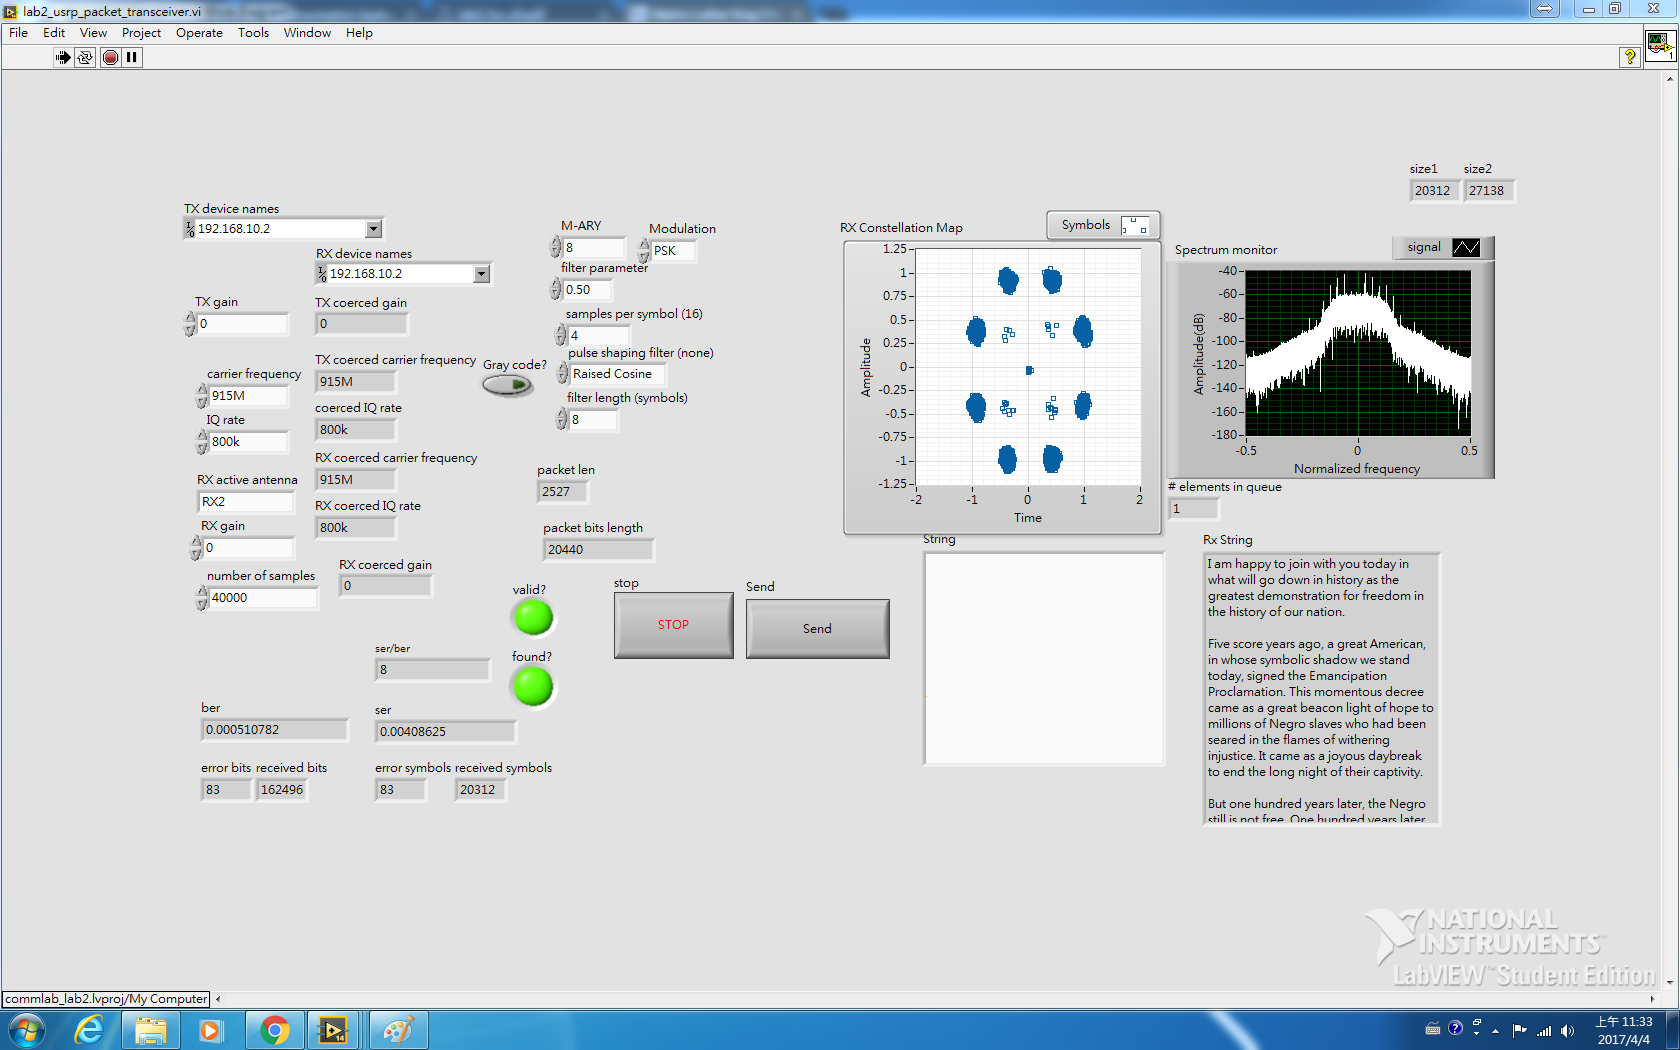 lab2_usrp_packet_transceiver.vi
File Edit View Project Operate Tools Window Help
size1 size2
20312 27138
TX device names
192.168.10.2
RX device names
192.168.10.2
TX gain
0
TX coerced gain
0
TX coerced carrier frequency
915M
carrier frequency
915M
coerced IQ rate
800k
IQ rate
800k
RX coerced carrier frequency
915M
RX active antenna
RX2
RX coerced IQ rate
800k
RX gain
0
RX coerced gain
0
number of samples
40000
M-ARY
8
Modulation
PSK
filter parameter
0.50
samples per symbol (16)
4
pulse shaping filter (none)
Raised Cosine
Gray code?
filter length (symbols)
8
packet len
2527
packet bits length
20440
valid?
found?
stop
STOP
Send
Send
ser/ber
8
ber
0.000510782
ser
0.00408625
error bits received bits
83 162496
error symbols received symbols
83 20312
RX Constellation Map
Symbols
1.25
1
0.75
0.5
0.25
0
-0.25
-0.5
-0.75
-1
-1.25
Amplitude
-2 -1 0 1 2
Time
Spectrum monitor
signal
-40
-60
-80
-100
-120
-140
-160
-180
Amplitude(dB)
-0.5 0 0.5
Normalized frequency
# elements in queue
1
String
Rx String
I am happy to join with you today in
what will go down in history as the
greatest demonstration for freedom in
the history of our nation.
Five score years ago, a great American,
in whose symbolic shadow we stand
today, signed the Emancipation
Proclamation. This momentous decree
came as a great beacon light of hope to
millions of Negro slaves who had been
seared in the flames of withering
injustice. It came as a joyous daybreak
to end the long night of their captivity.
But one hundred years later, the Negro
still is not free. One hundred years later
NATIONAL
INSTRUMENTS
LabVIEW™ Student Edition
commlab_lab2.lvproj/My Computer
上午 11:33
2017/4/4